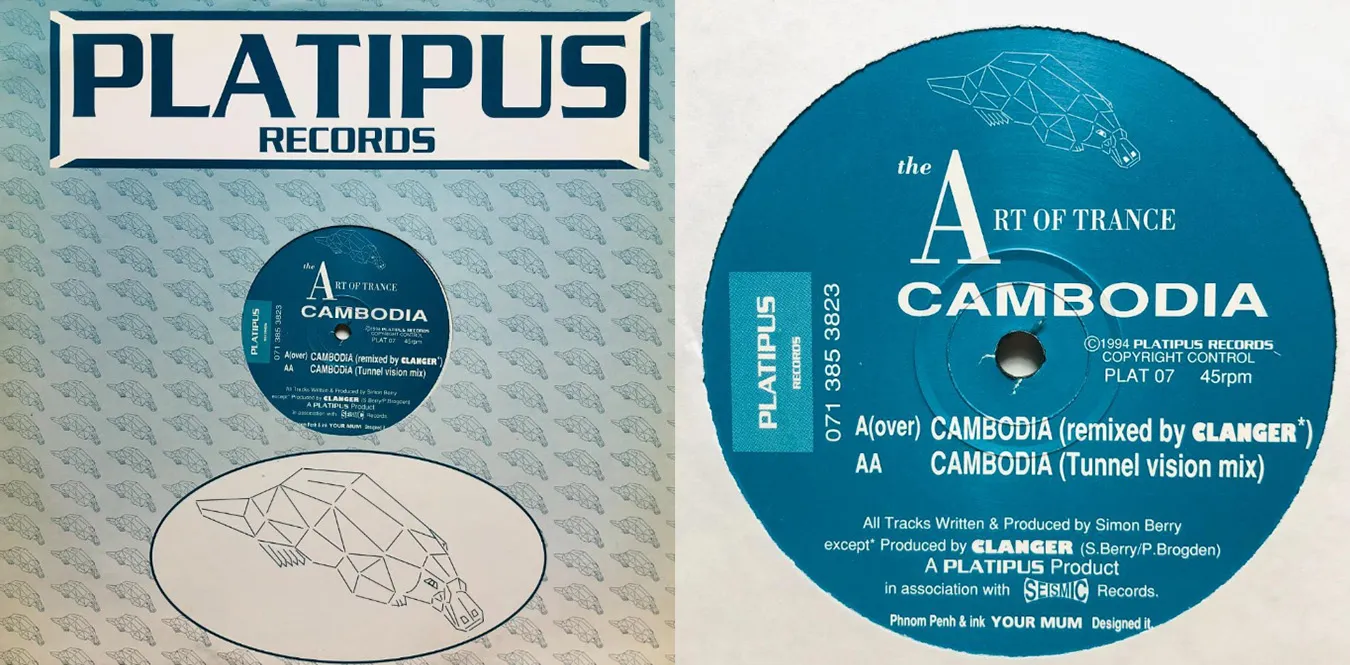 PLATIPUS
RECORDS
the ART OF TRANCE
CAMBODIA
PLATIPUS
RECORDS
071 385 3823
©1994 PLATIPUS RECORDS
COPYRIGHT CONTROL
PLAT 07 45rpm
A(over) CAMBODIA (remixed by CLANGER*)
AA CAMBODIA (Tunnel vision mix)
All Tracks Written & Produced by Simon Berry
except* Produced by CLANGER (S.Berry/P.Brogden)
A PLATIPUS Product
in association with SEISMIC Records.
YOUR MUM Designed it.
the ART OF TRANCE
CAMBODIA
PLATIPUS
RECORDS
071 385 3823
©1994 PLATIPUS RECORDS
COPYRIGHT CONTROL
PLAT 07 45rpm
A(over) CAMBODIA (remixed by CLANGER*)
AA CAMBODIA (Tunnel vision mix)
All Tracks Written & Produced by Simon Berry
except* Produced by CLANGER (S.Berry/P.Brogden)
A PLATIPUS Product
in association with SEISMIC Records.
Phnom Penh & ink YOUR MUM Designed it.